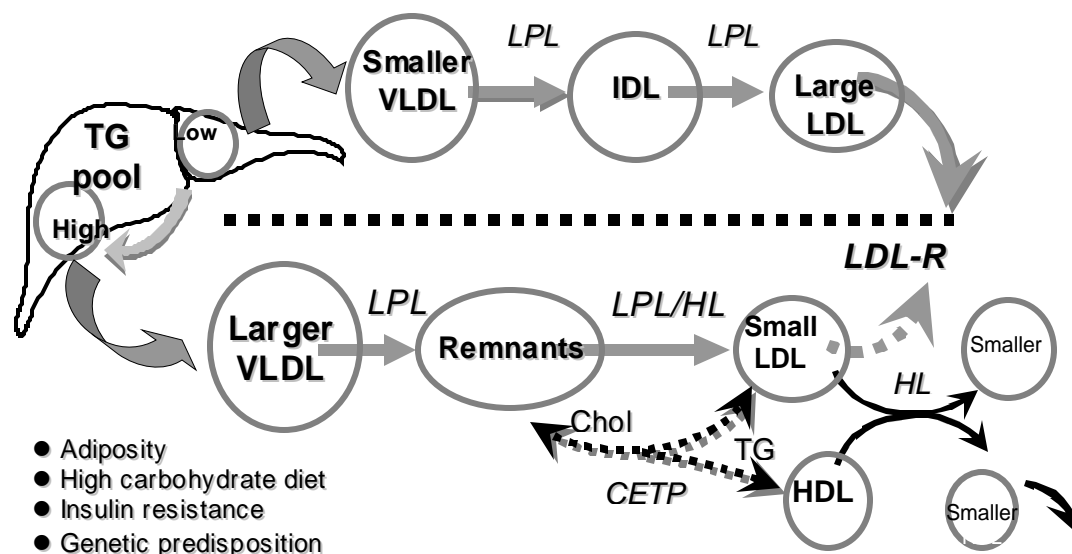 LPL
LPL
Smaller
VLDL
IDL
Large
LDL
Low
TG
pool
High
LDL-R
LPL
LPL/HL
Larger
VLDL
Remnants
Small
LDL
Smaller
HL
Chol
TG
CETP
HDL
Smaller
● Adiposity
● High carbohydrate diet
● Insulin resistance
● Genetic predisposition